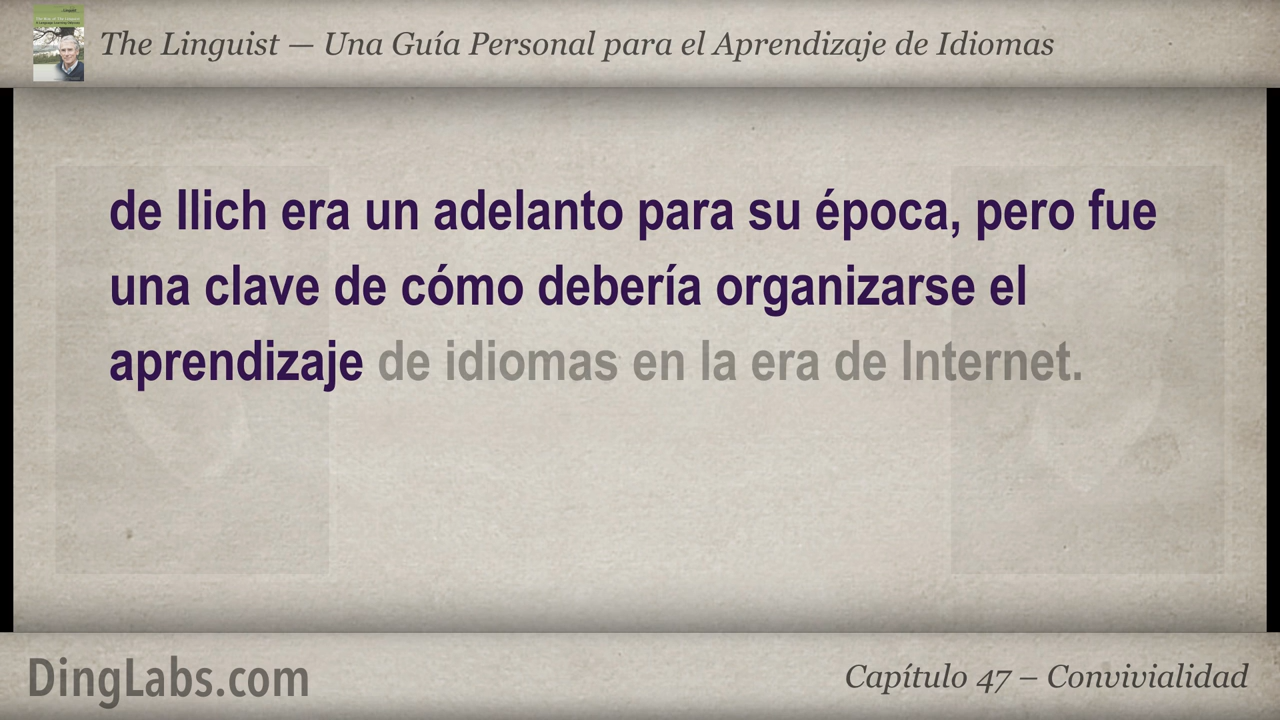 The Linguist — Una Guía Personal para el Aprendizaje de Idiomas
de llich era un adelanto para su época, pero fue
una clave de cómo debería organizarse el
aprendizaje de idiomas en la era de Internet.
DingLabs.com
Capítulo 47 – Convivialidad